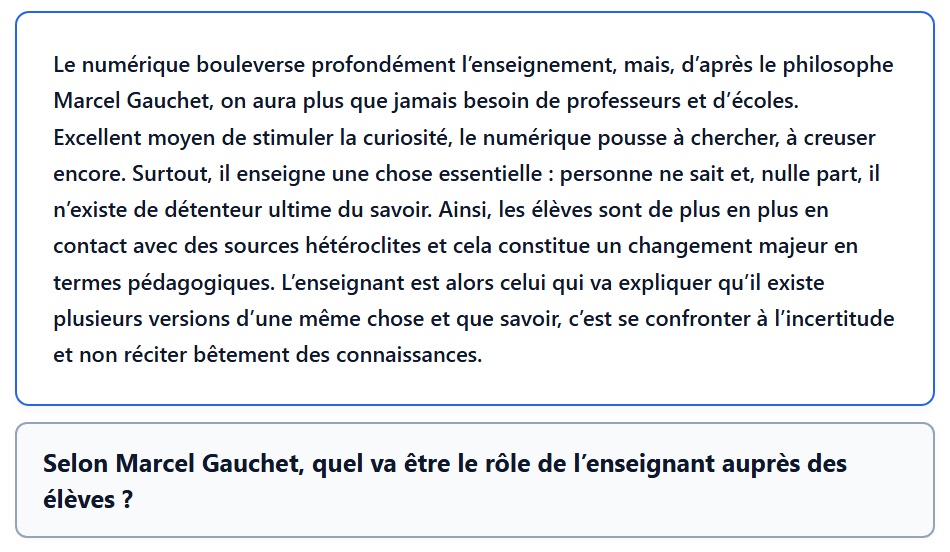 Le numérique bouleverse profondément l’enseignement, mais, d’après le philosophe
Marcel Gauchet, on aura plus que jamais besoin de professeurs et d’écoles.
Excellent moyen de stimuler la curiosité, le numérique pousse à chercher, à creuser
encore. Surtout, il enseigne une chose essentielle : personne ne sait et, nulle part, il
n’existe de détenteur ultime du savoir. Ainsi, les élèves sont de plus en plus en
contact avec des sources hétéroclites et cela constitue un changement majeur en
termes pédagogiques. L’enseignant est alors celui qui va expliquer qu’il existe
plusieurs versions d’une même chose et que savoir, c’est se confronter à l’incertitude
et non réciter bêtement des connaissances.
Selon Marcel Gauchet, quel va être le rôle de l’enseignant auprès des
élèves ?